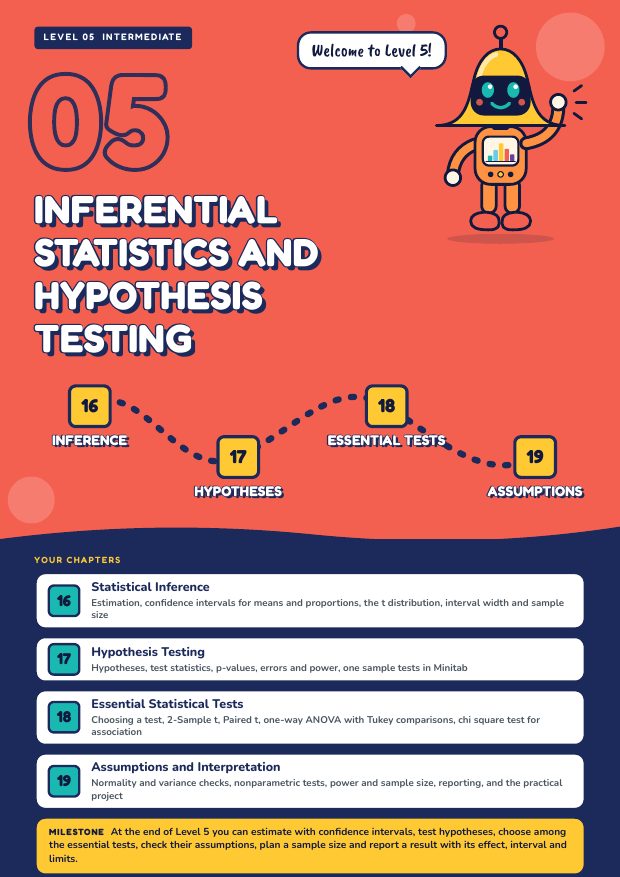 LEVEL 05 INTERMEDIATE
Welcome to Level 5!
05
INFERENTIAL
STATISTICS AND
HYPOTHESIS
TESTING
16
INFERENCE
17
HYPOTHESES
18
ESSENTIAL TESTS
19
ASSUMPTIONS
YOUR CHAPTERS
16
Statistical Inference
Estimation, confidence intervals for means and proportions, the t distribution, interval width and sample
size
17
Hypothesis Testing
Hypotheses, test statistics, p-values, errors and power, one sample tests in Minitab
18
Essential Statistical Tests
Choosing a test, 2-Sample t, Paired t, one-way ANOVA with Tukey comparisons, chi square test for
association
19
Assumptions and Interpretation
Normality and variance checks, nonparametric tests, power and sample size, reporting, and the practical
project
MILESTONE At the end of Level 5 you can estimate with confidence intervals, test hypotheses, choose among
the essential tests, check their assumptions, plan a sample size and report a result with its effect, interval and
limits.